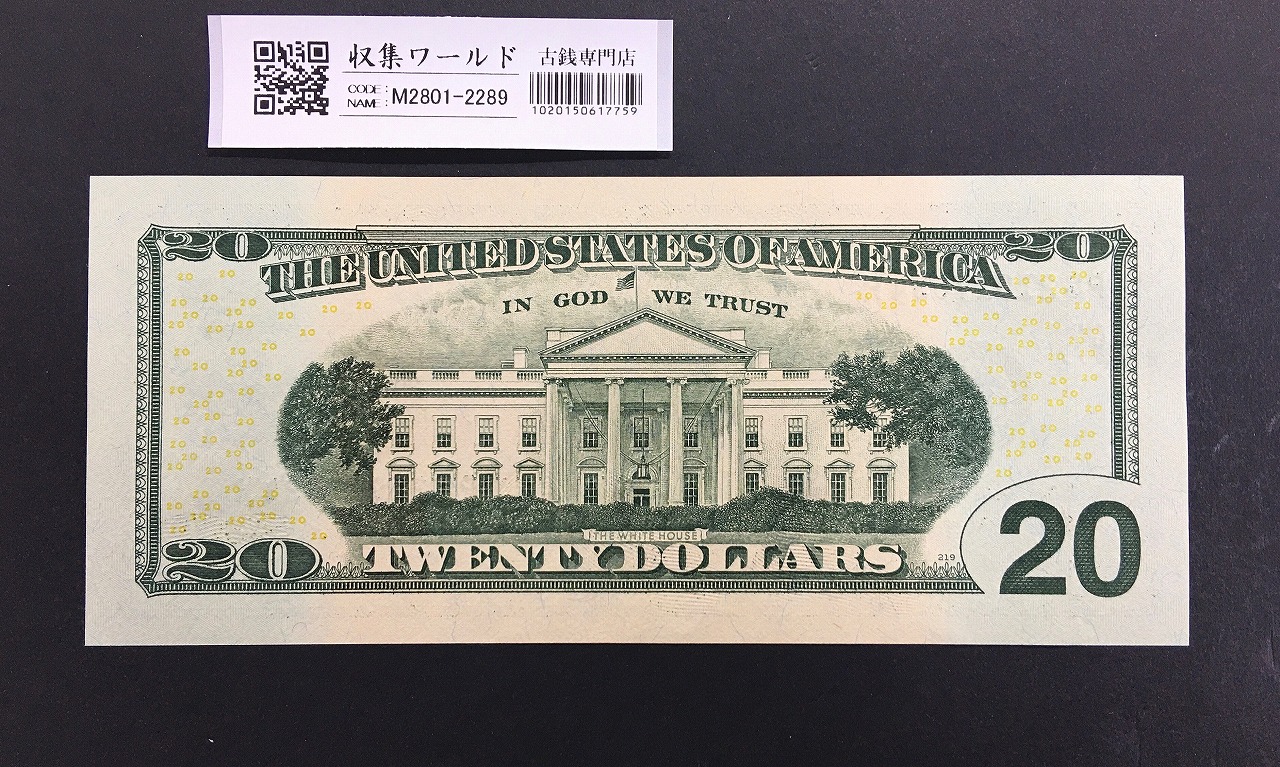 収集ワールド 古銭専門店
CODE:
NAME: M2801-2289
1020150617759
20 20
THE UNITED STATES OF AMERICA
IN GOD WE TRUST
THE WHITE HOUSE
20 TWENTY DOLLARS 219 20